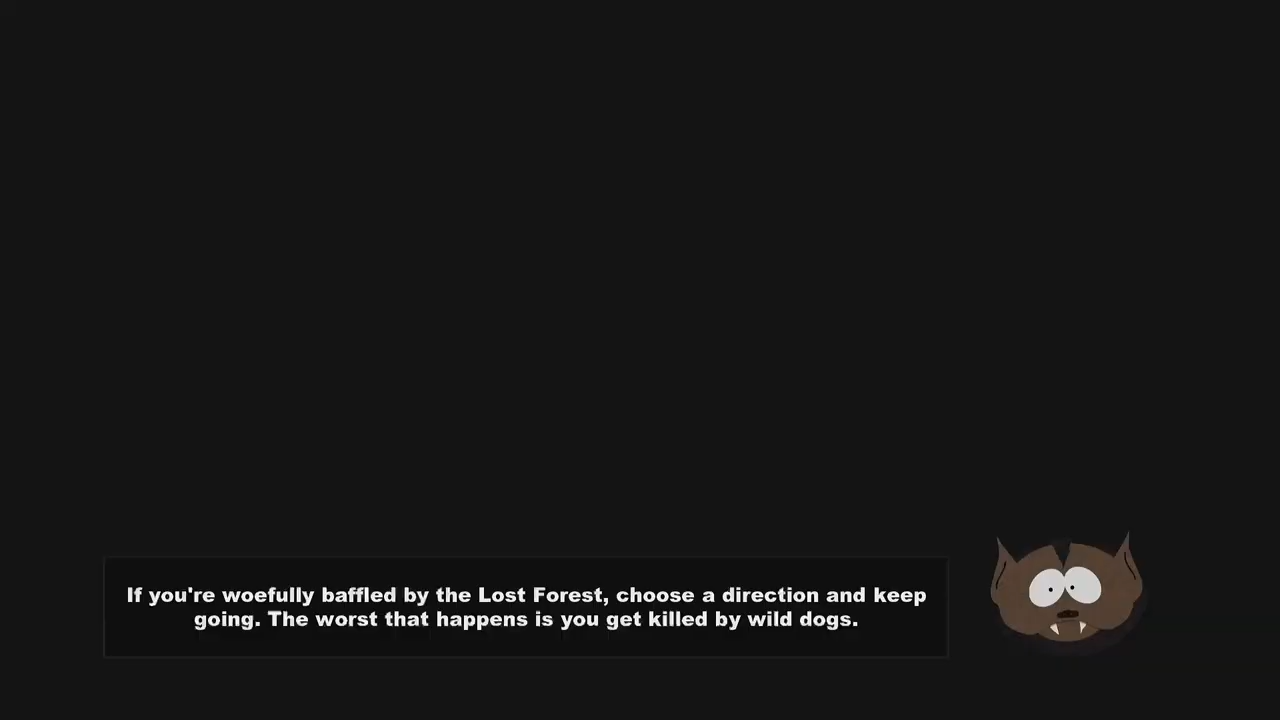 If you're woefully baffled by the Lost Forest, choose a direction and keep
going. The worst that happens is you get killed by wild dogs.